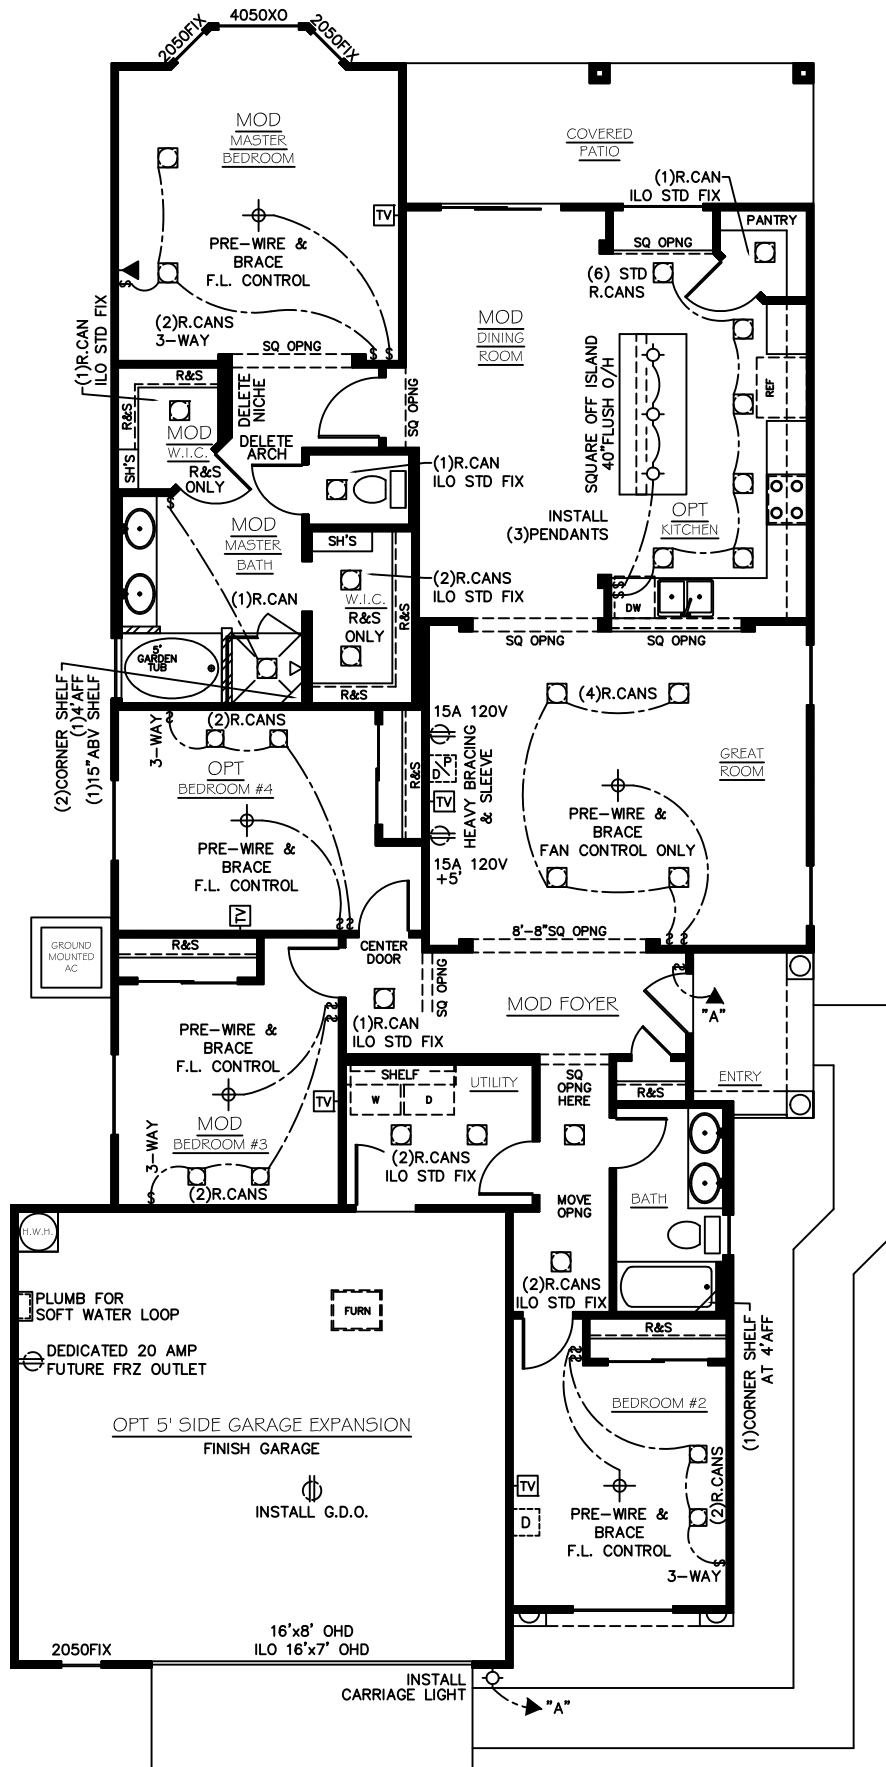 2050FIX
4050XO
2050FIX
MOD
MASTER
BEDROOM
TV
PRE-WIRE &
BRACE
F.L. CONTROL
S
(2)R.CANS
3-WAY
S S
COVERED
PATIO
(1)R.CAN
ILO STD FIX
PANTRY
SQ OPNG
(6) STD
R.CANS
MOD
DINING
ROOM
SQUARE OFF ISLAND
40"FLUSH O/H
REF
OPT
KITCHEN
INSTALL
(3)PENDANTS
S
S
DW
SQ OPNG
SQ OPNG
(1)R.CAN
ILO STD FIX
SQ OPNG
R&S
R&S
SH'S
MOD
W.I.C.
R&S
ONLY
DELETE
NICHE
DELETE
ARCH
SQ OPNG
(1)R.CAN
ILO STD FIX
MOD
MASTER
BATH
SH'S
(2)R.CANS
ILO STD FIX
W.I.C.
R&S
ONLY
R&S
R&S
(1)R.CAN
5'
GARDEN
TUB
(2)CORNER SHELF
(1)4'AFF
(1)15"ABV SHELF
3-WAY
S
(2)R.CANS
OPT
BEDROOM #4
R&S
PRE-WIRE &
BRACE
F.L. CONTROL
TV
S S
15A 120V
D/P
TV
HEAVY BRACING
& SLEEVE
15A 120V
+5'
(4)R.CANS
GREAT
ROOM
PRE-WIRE &
BRACE
FAN CONTROL ONLY
S S
8'-8"SQ OPNG
GROUND
MOUNTED
AC
R&S
CENTER
DOOR
SQ OPNG
(1)R.CAN
ILO STD FIX
MOD FOYER
S
"A"
ENTRY
S
S
PRE-WIRE &
BRACE
F.L. CONTROL
TV
MOD
BEDROOM #3
3-WAY
S
(2)R.CANS
SHELF
W
D
UTILITY
(2)R.CANS
ILO STD FIX
SQ
OPNG
HERE
R&S
MOVE
OPNG
BATH
(2)R.CANS
ILO STD FIX
H.W.H.
PLUMB FOR
SOFT WATER LOOP
FURN
DEDICATED 20 AMP
FUTURE FRZ OUTLET
OPT 5' SIDE GARAGE EXPANSION
FINISH GARAGE
INSTALL G.D.O.
R&S
S
S
(1)CORNER SHELF
AT 4'AFF
BEDROOM #2
TV
D
(2)R.CANS
PRE-WIRE &
BRACE
F.L. CONTROL
S
3-WAY
2050FIX
16'x8' OHD
ILO 16'x7' OHD
INSTALL
CARRIAGE LIGHT
"A"